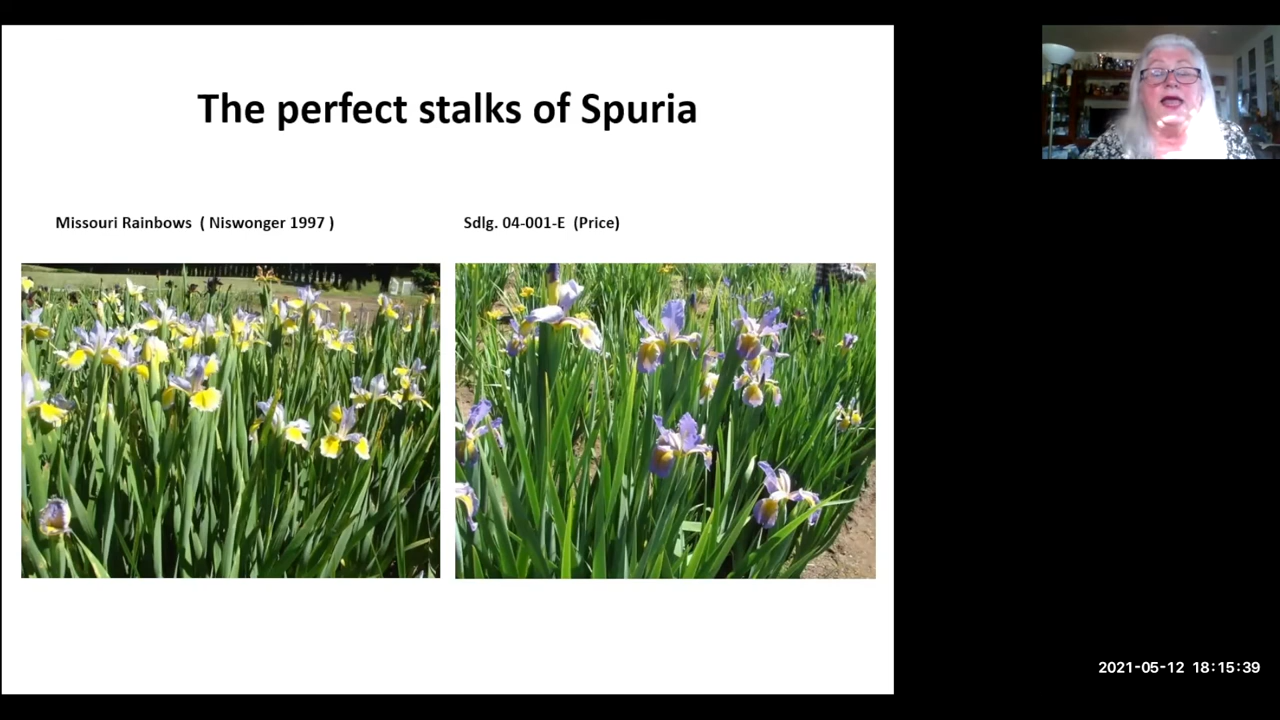 The perfect stalks of Spuria
Missouri Rainbows ( Niswonger 1997 )
Sdlg. 04-001-E (Price)
2021-05-12 18:15:39